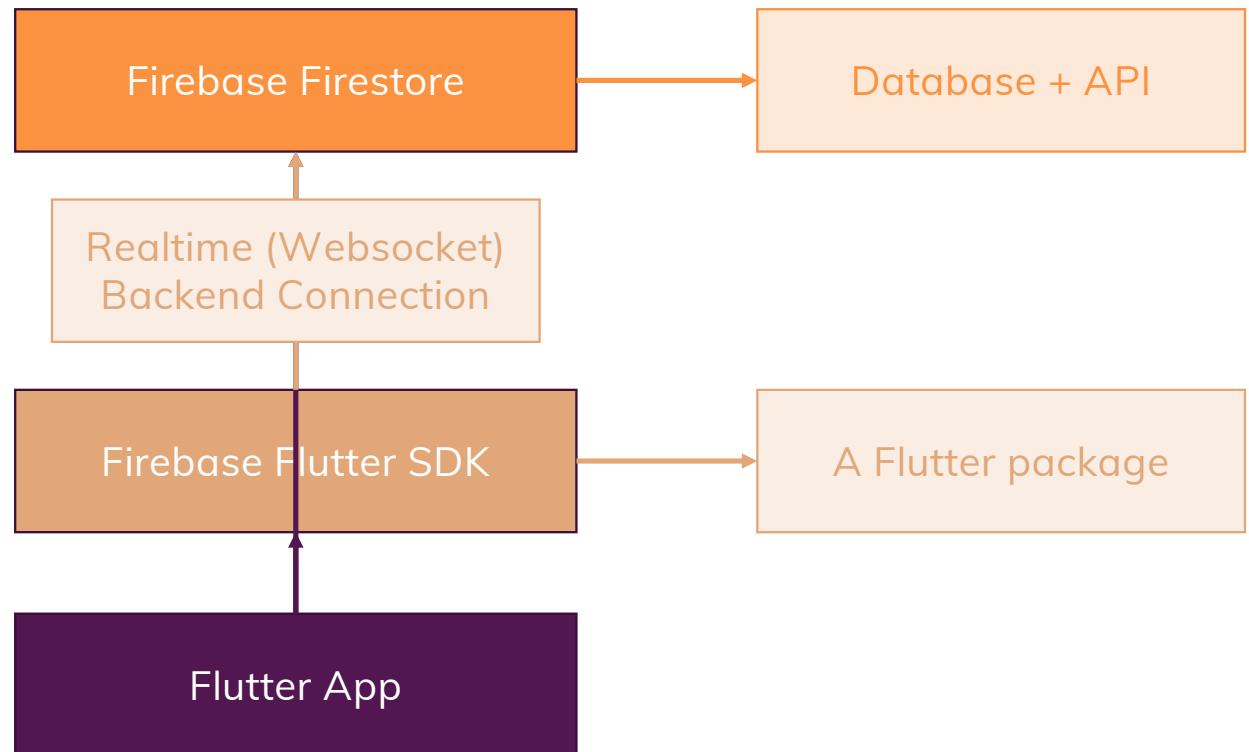 Firebase Firestore
Database + API
Realtime (Websocket)
Backend Connection
Firebase Flutter SDK
A Flutter package
Flutter App